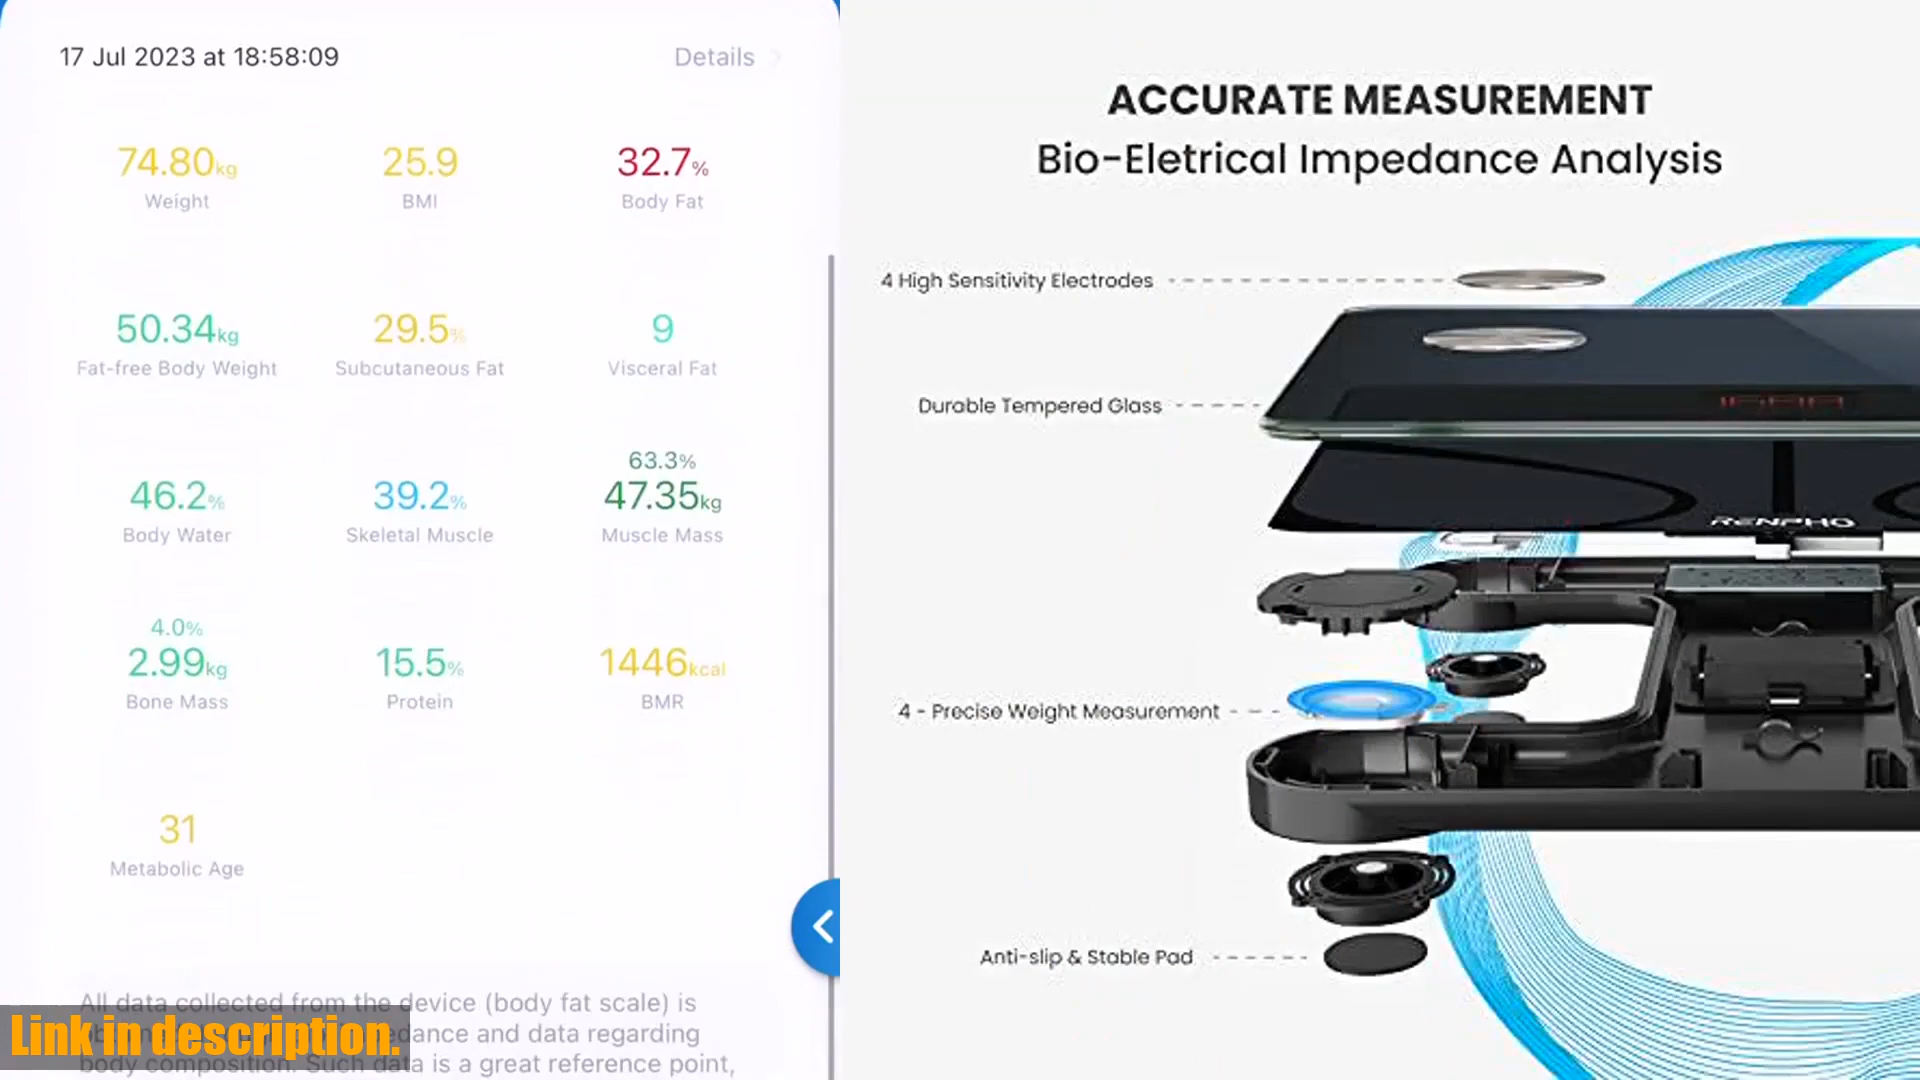 17 Jul 2023 at 18:58:09
Details
74.80kg
25.9
32.7%
Weight
BMI
Body Fat
50.34kg
29.5%
9
Fat-free Body Weight
Subcutaneous Fat
Visceral Fat
63.3%
46.2%
39.2%
47.35kg
Body Water
Skeletal Muscle
Muscle Mass
4.0%
2.99kg
15.5%
1446kcal
Bone Mass
Protein
BMR
31
Metabolic Age
All data collected from the device (body fat scale) is
and data regarding
body composition. Such data is a great reference point,
Link in description.
ACCURATE MEASUREMENT
Bio-Eletrical Impedance Analysis
4 High Sensitivity Electrodes
Durable Tempered Glass
RENPHO
4 - Precise Weight Measurement
Anti-slip & Stable Pad